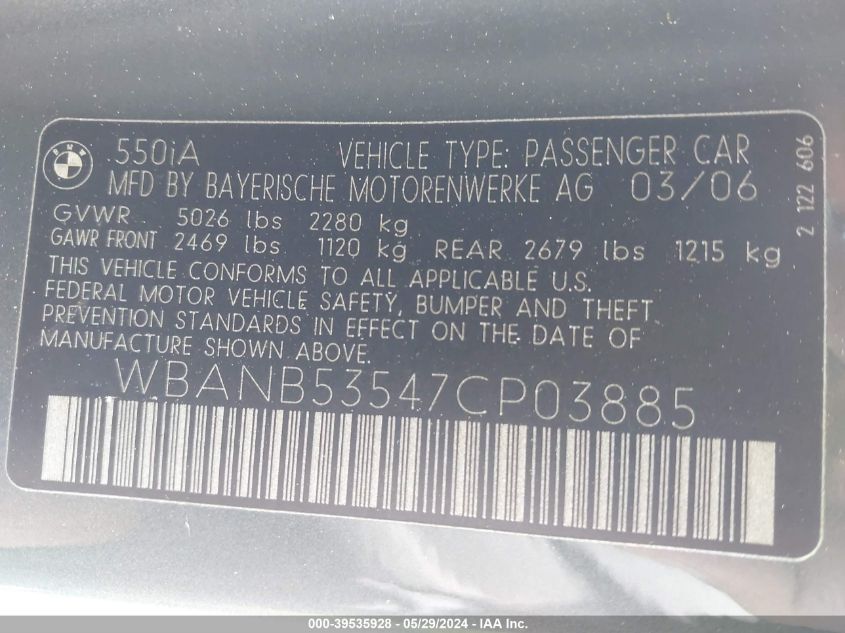 BMW
550iA VEHICLE TYPE: PASSENGER CAR
MFD BY BAYERISCHE MOTORENWERKE AG 03/06
GVWR 5026 lbs 2280 kg
GAWR FRONT 2469 lbs 1120 kg REAR 2679 lbs 1215 kg
THIS VEHICLE CONFORMS TO ALL APPLICABLE U.S.
FEDERAL MOTOR VEHICLE SAFETY, BUMPER AND THEFT
PREVENTION STANDARDS IN EFFECT ON THE DATE OF
MANUFACTURE SHOWN ABOVE.
WBANB53547CP03885
2 122 606
000-39535928 - 05/29/2024 - IAA Inc.